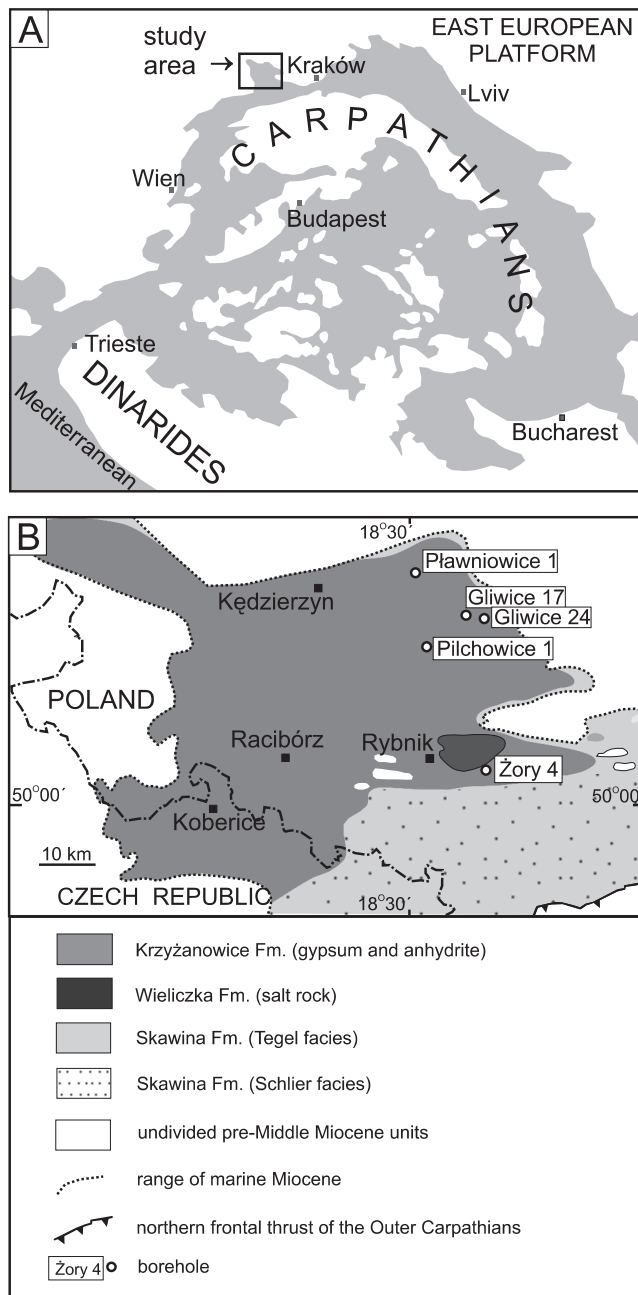 A
EAST EUROPEAN
PLATFORM
study
area
Kraków
Lviv
CARPATHIANS
Wien
Budapest
Trieste
DINARIDES
Mediterranean
Bucharest
B
18°30´
Pławniowice 1
Kędzierzyn
Gliwice 17
Gliwice 24
Pilchowice 1
POLAND
Racibórz
Rybnik
Żory 4
50°00´
50°00´
Koberice
10 km
CZECH REPUBLIC
18°30´
Krzyżanowice Fm. (gypsum and anhydrite)
Wieliczka Fm. (salt rock)
Skawina Fm. (Tegel facies)
Skawina Fm. (Schlier facies)
undivided pre-Middle Miocene units
range of marine Miocene
northern frontal thrust of the Outer Carpathians
Żory 4 borehole